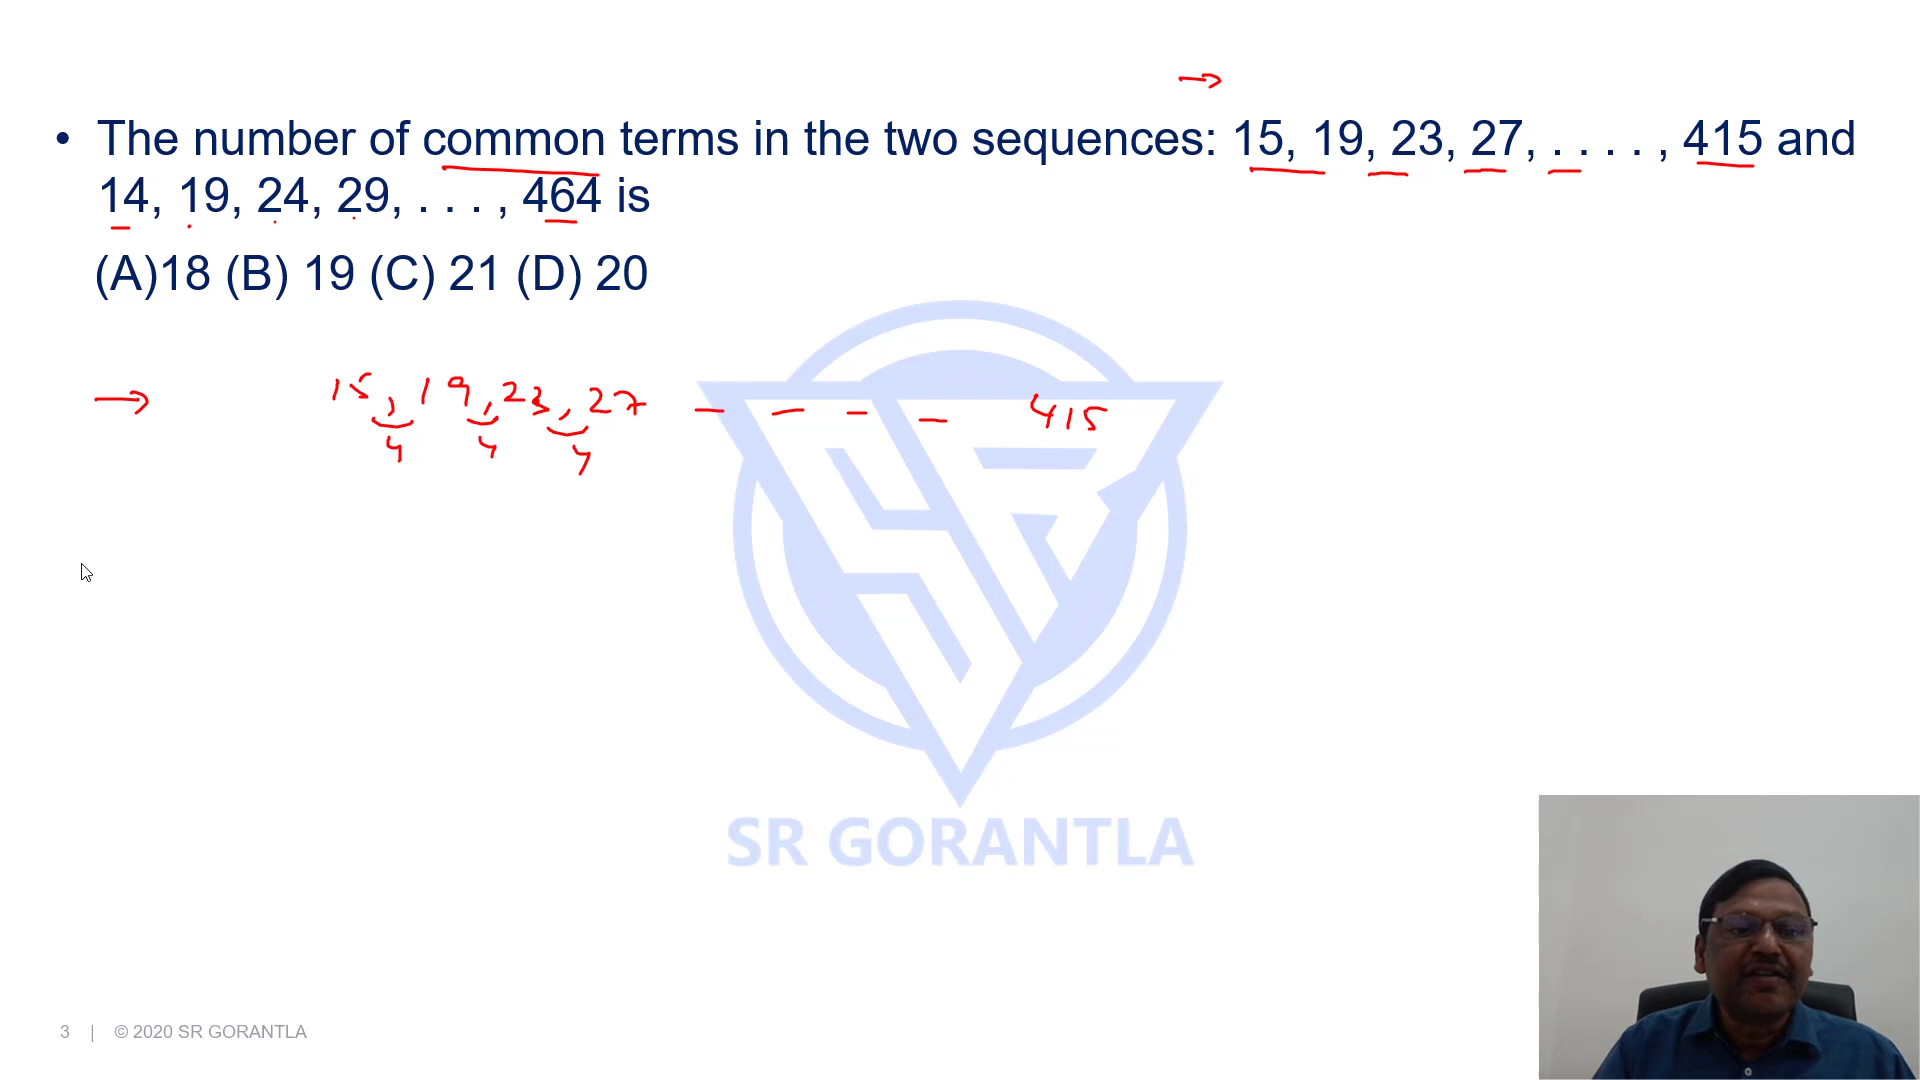 • The number of common terms in the two sequences: 15, 19, 23, 27, . . . . , 415 and
14, 19, 24, 29, . . . , 464 is
(A)18 (B) 19 (C) 21 (D) 20
→ 15, 19, 23, 27 – – – – 415
4 4 4
SR GORANTLA
3 | © 2020 SR GORANTLA